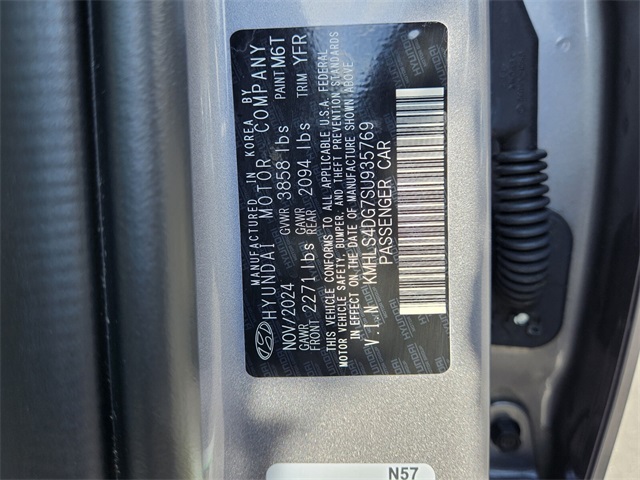 MANUFACTURED IN KOREA BY
HYUNDAI MOTOR COMPANY
NOV/2024 GVWR 3858 lbs PAINT M6T
GAWR FRONT 2271 lbs GAWR REAR 2094 lbs TRIM YFR
THIS VEHICLE CONFORMS TO ALL APPLICABLE U.S.A. FEDERAL
MOTOR VEHICLE SAFETY, BUMPER, AND THEFT PREVENTION STANDARDS
IN EFFECT ON THE DATE OF MANUFACTURE SHOWN ABOVE
V.I.N KMHLS4DG7SU935769
PASSENGER CAR
N57